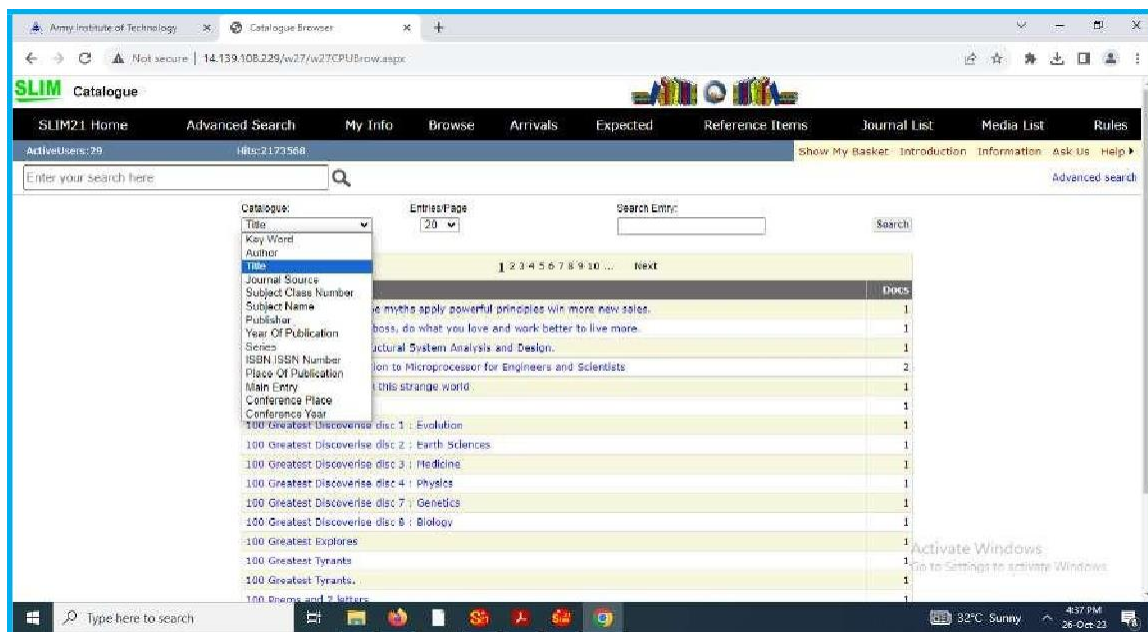 Army Institute of Technology
Catalogue Browser
Not secure | 14.139.108.229/w27/w27CPUBrow.aspx
SLIM Catalogue
SLIM21 Home Advanced Search My Info Browse Arrivals Expected Reference Items Journal List Media List Rules
ActiveUsers: 29 Hits:2173568 Show My Basket Introduction Information Ask Us Help
Enter your search here Advanced search
Catalogue: Entries/Page Search Entry:
Title 20 Search
Kay Word
Author
Title
Journal Source
Subject Class Number
Subject Name
Publisher
Year Of Publication
Series
ISBN.ISSN Number
Place Of Publication
Main Entry
Conference Place
Conference Year
1 2 3 4 5 6 7 8 9 10 ... Next
Docs
myths apply powerful principles win more new sales. 1
boss, do what you love and work better to live more. 1
uctural System Analysis and Design. 1
ion to Microprocessor for Engineers and Scientists 2
this strange world 1
1
100 Greatest Discoverise disc 1 : Evolution 1
100 Greatest Discoverise disc 2 : Earth Sciences 1
100 Greatest Discoverise disc 3 : Medicine 1
100 Greatest Discoverise disc 4 : Physics 1
100 Greatest Discoverise disc 7 : Genetics 1
100 Greatest Discoverise disc 8 : Biology 1
100 Greatest Explores 1
100 Greatest Tyrants 1
100 Greatest Tyrants. 1
100 Poems and 2 letters 1
Activate Windows
Go to Settings to activate Windows.
Type here to search 32°C Sunny 4:37 PM
26-Oct-23